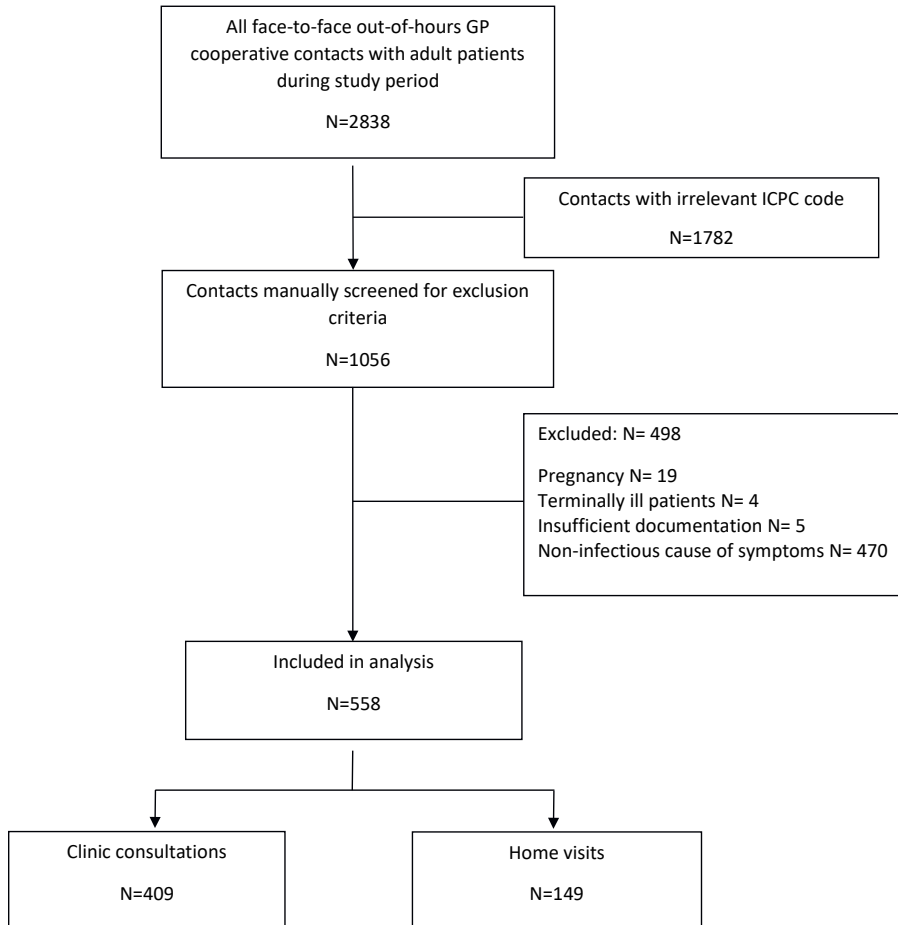 All face-to-face out-of-hours GP
cooperative contacts with adult patients
during study period
N=2838
Contacts with irrelevant ICPC code
N=1782
Contacts manually screened for exclusion
criteria
N=1056
Excluded: N= 498
Pregnancy N= 19
Terminally ill patients N= 4
Insufficient documentation N= 5
Non-infectious cause of symptoms N= 470
Included in analysis
N=558
Clinic consultations
N=409
Home visits
N=149